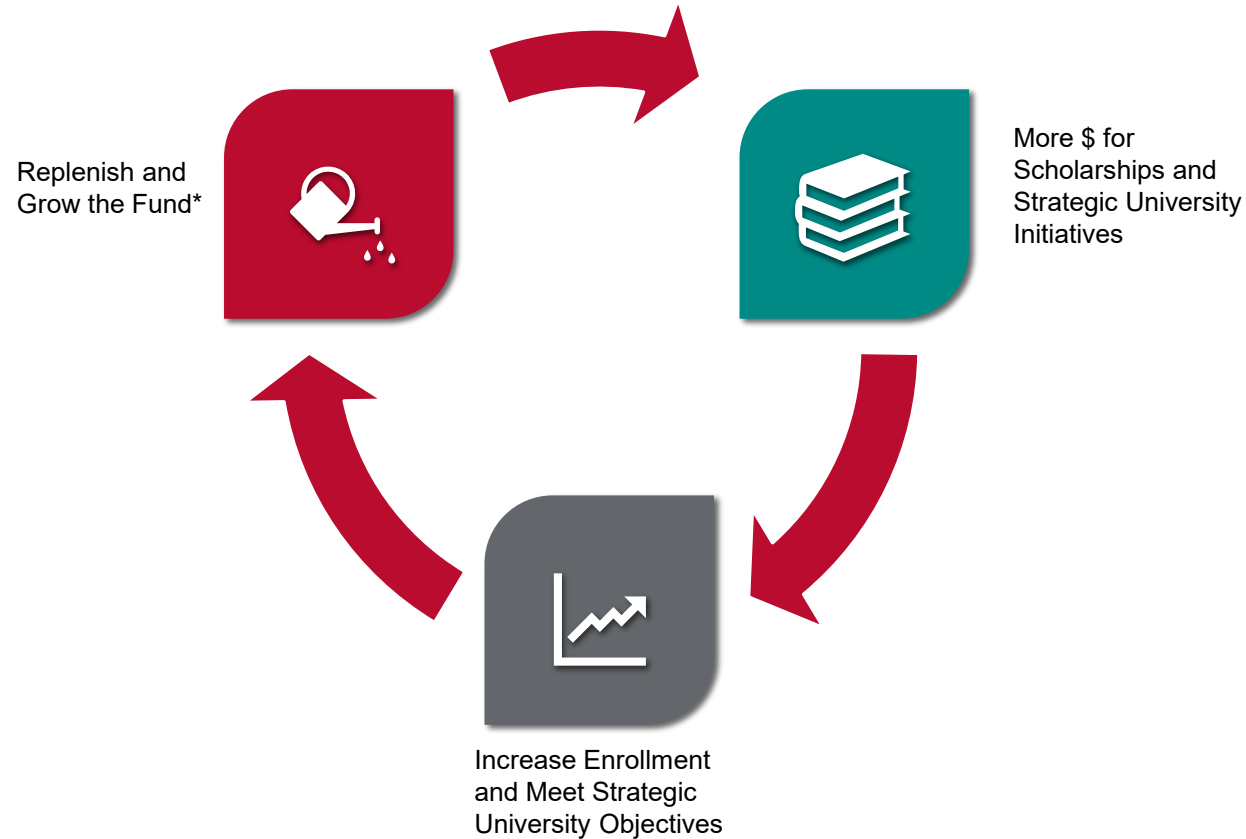 Replenish and
Grow the Fund*
More $ for
Scholarships and
Strategic University
Initiatives
Increase Enrollment
and Meet Strategic
University Objectives